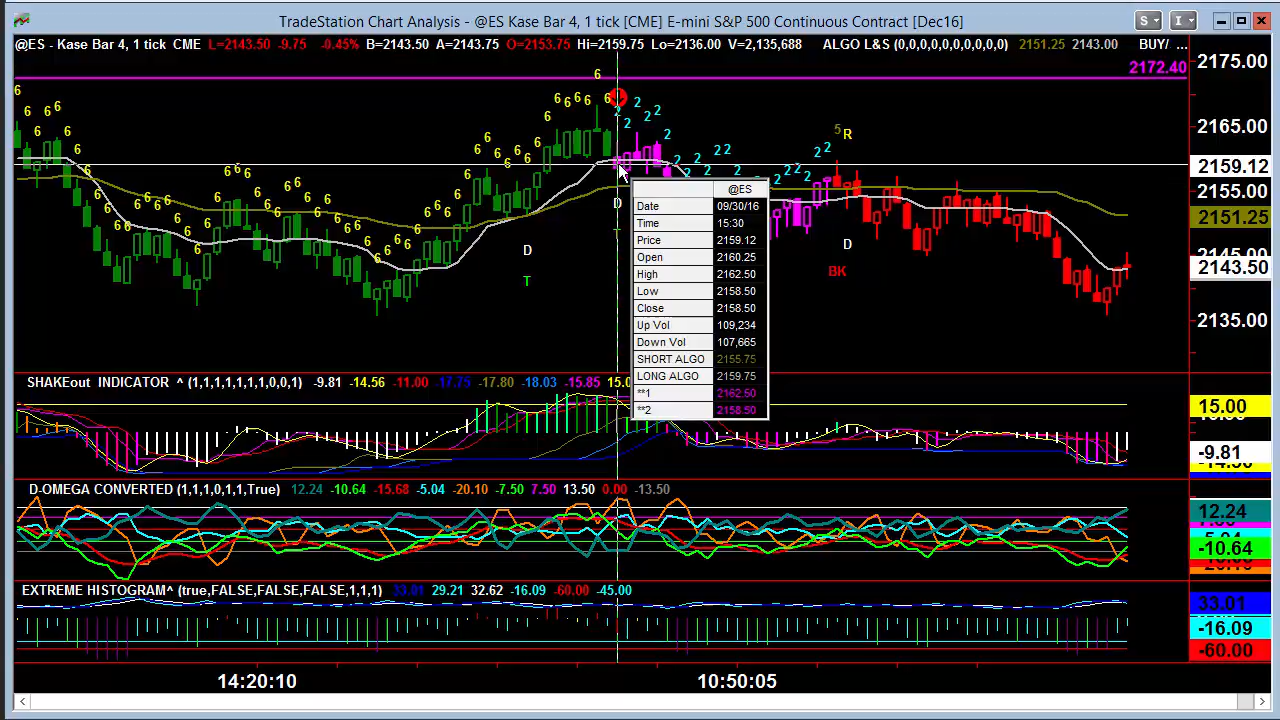 TradeStation Chart Analysis - @ES Kase Bar 4, 1 tick [CME] E-mini S&P 500 Continuous Contract [Dec16]
S I
@ES - Kase Bar 4, 1 tick CME L=2143.50 -9.75 -0.45% B=2143.50 A=2143.75 O=2153.75 Hi=2159.75 Lo=2136.00 V=2,135,688 ALGO L&S (0,0,0,0,0,0,0,0,0,0) 2151.25 2143.00 BUY/ ...
2172.40
2175.00
2165.00
2159.12
2155.00
2151.25
2143.50
2135.00
5 R
D
T
D
BK
@ES
Date 09/30/16
Time 15:30
Price 2159.12
Open 2160.25
High 2162.50
Low 2158.50
Close 2158.50
Up Vol 109,234
Down Vol 107,665
SHORT ALGO 2155.75
LONG ALGO 2159.75
**1 2162.50
**2 2158.50
SHAKEout INDICATOR ^ (1,1,1,1,1,1,1,0,0,1) -9.81 -14.56 -11.00 -17.75 -17.80 -18.03 -15.85
15.00
-9.81
D-OMEGA CONVERTED (1,1,1,0,1,1,True) 12.24 -10.64 -15.68 -5.04 -20.10 -7.50 7.50 13.50 0.00 -13.50
12.24
-10.64
EXTREME HISTOGRAM^ (true,FALSE,FALSE,FALSE,1,1,1) 33.01 29.21 32.62 -16.09 -60.00 -45.00
33.01
-16.09
-60.00
14:20:10 10:50:05